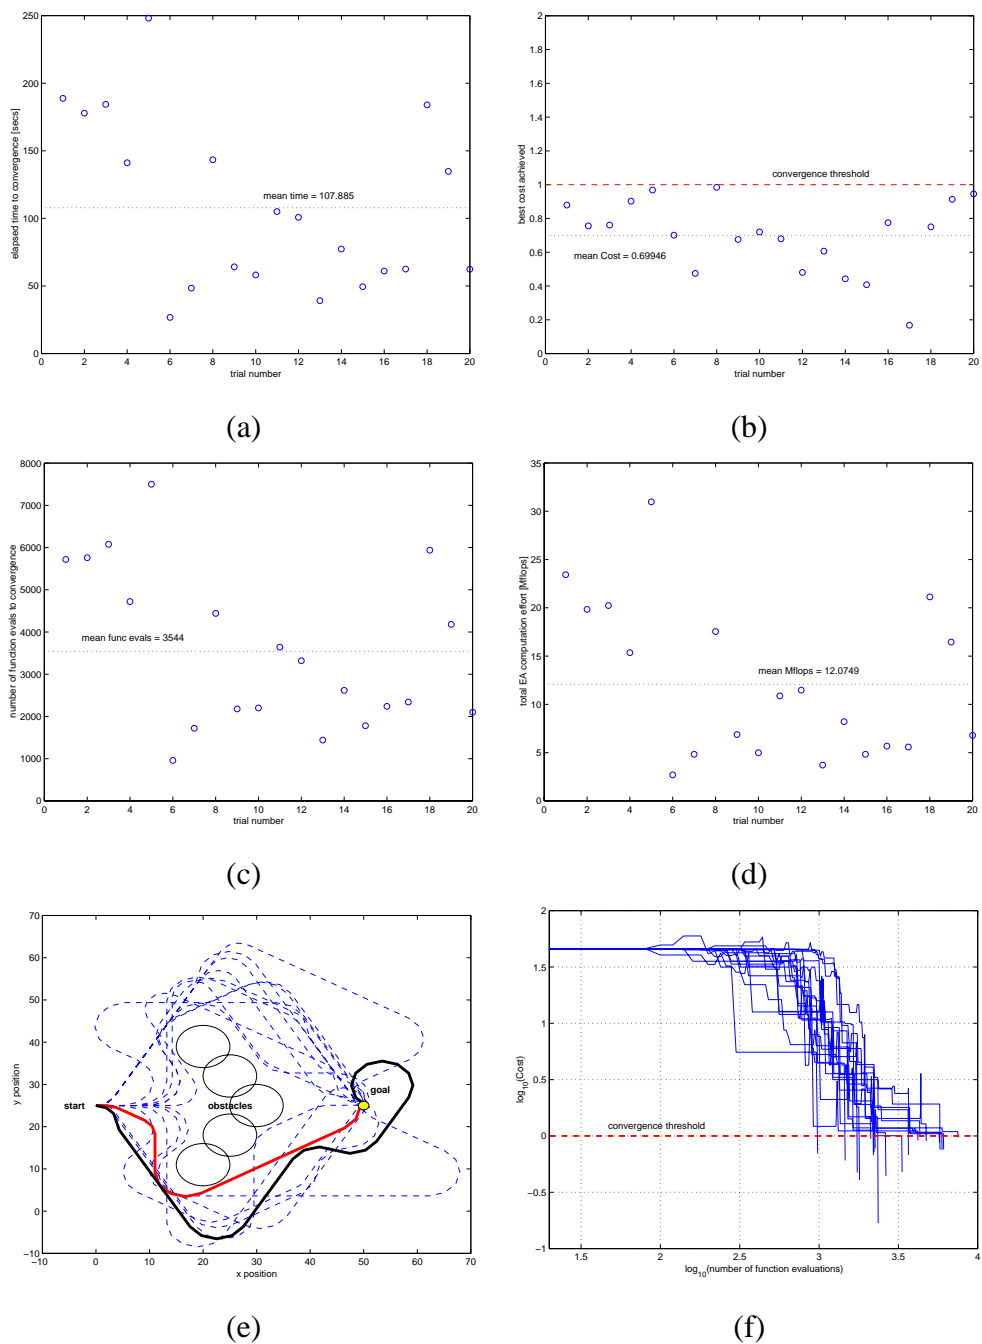 250
200
150
100
50
0
elapsed time to convergence [secs]
mean time = 107.885
0 2 4 6 8 10 12 14 16 18 20
trial number
(a)
2
1.8
1.6
1.4
1.2
1
0.8
0.6
0.4
0.2
0
best cost achieved
convergence threshold
mean Cost = 0.69946
0 2 4 6 8 10 12 14 16 18 20
trial number
(b)
8000
7000
6000
5000
4000
3000
2000
1000
0
number of function evals to convergence
mean func evals = 3544
0 2 4 6 8 10 12 14 16 18 20
trial number
(c)
35
30
25
20
15
10
5
0
total EA computation effort [Mflops]
mean Mflops = 12.0749
0 2 4 6 8 10 12 14 16 18 20
trial number
(d)
70
60
50
40
30
20
10
0
−10
y position
start
obstacles
goal
−10 0 10 20 30 40 50 60 70
x position
(e)
2
1.5
1
0.5
0
−0.5
−1
log10(Cost)
convergence threshold
1.5 2 2.5 3 3.5 4
log10(number of function evaluations)
(f)